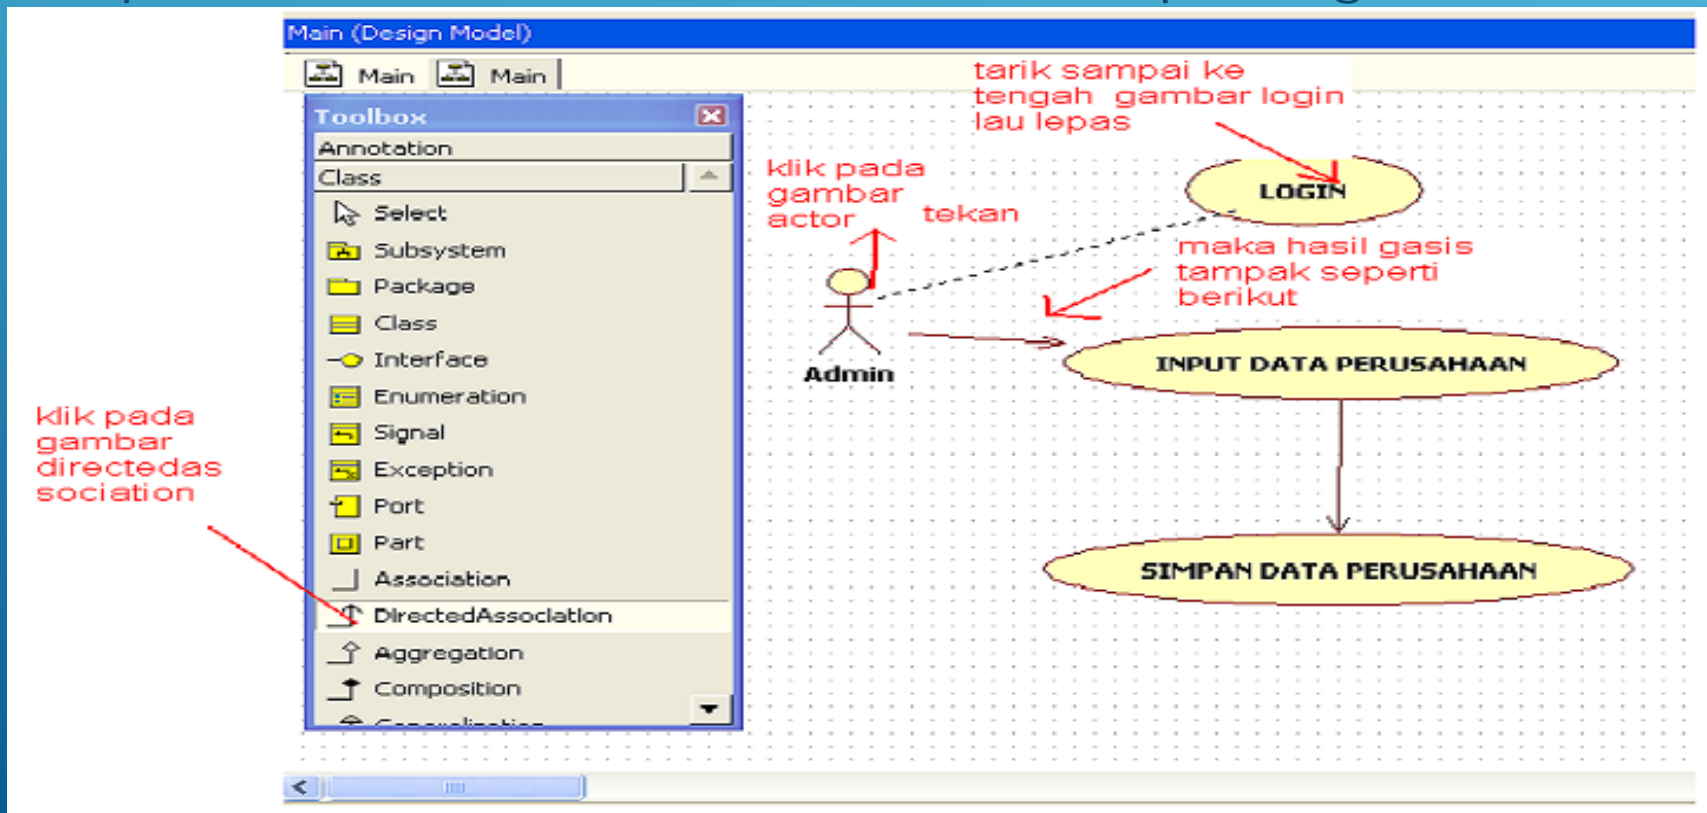 Main (Design Model)
Main
Main
Toolbox
Annotation
Class
Select
Subsystem
Package
Class
Interface
Enumeration
Signal
Exception
Port
Part
Association
DirectedAssociation
Aggregation
Composition
klik pada
gambar
directedas
sociation
klik pada
gambar
actor
tekan
tarik sampai ke
tengah gambar login
lau lepas
LOGIN
maka hasil gasis
tampak seperti
berikut
Admin
INPUT DATA PERUSAHAAN
SIMPAN DATA PERUSAHAAN